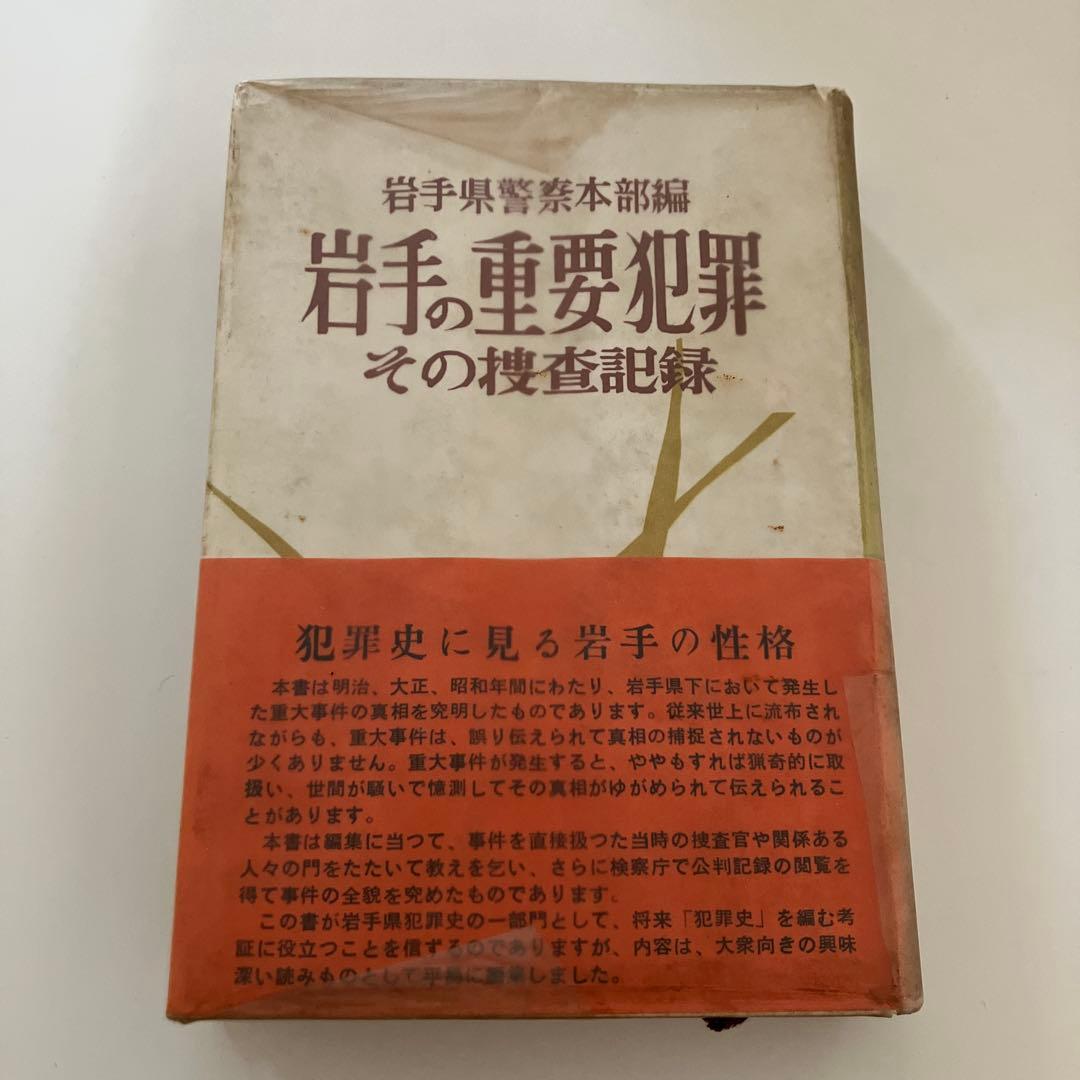 岩手県警察本部編
岩手の重要犯罪
その捜査記録
犯罪史に見る岩手の性格
本書は明治、大正、昭和年間にわたり、岩手県下において発生し
た重大事件の真相を究明したものであります。従来世上に流布され
ながらも、重大事件は、誤り伝えられて真相の捕捉されないものが
少くありません。重大事件が発生すると、ややもすれば猟奇的に取
扱い、世間が騒いで憶測してその真相がゆがめられて伝えられるこ
とがあります。
本書は編集に当つて、事件を直接扱つた当時の捜査官や関係ある
人々の門をたたいて教えを乞い、さらに検察庁で公判記録の閲覧を
得て事件の全貌を究めたものであります。
この書が岩手県犯罪史の一部門として、将来「犯罪史」を編む考
証に役立つことを信ずるのでありますが、内容は、大衆向きの興味
深い読みものとして平易に編集しました。